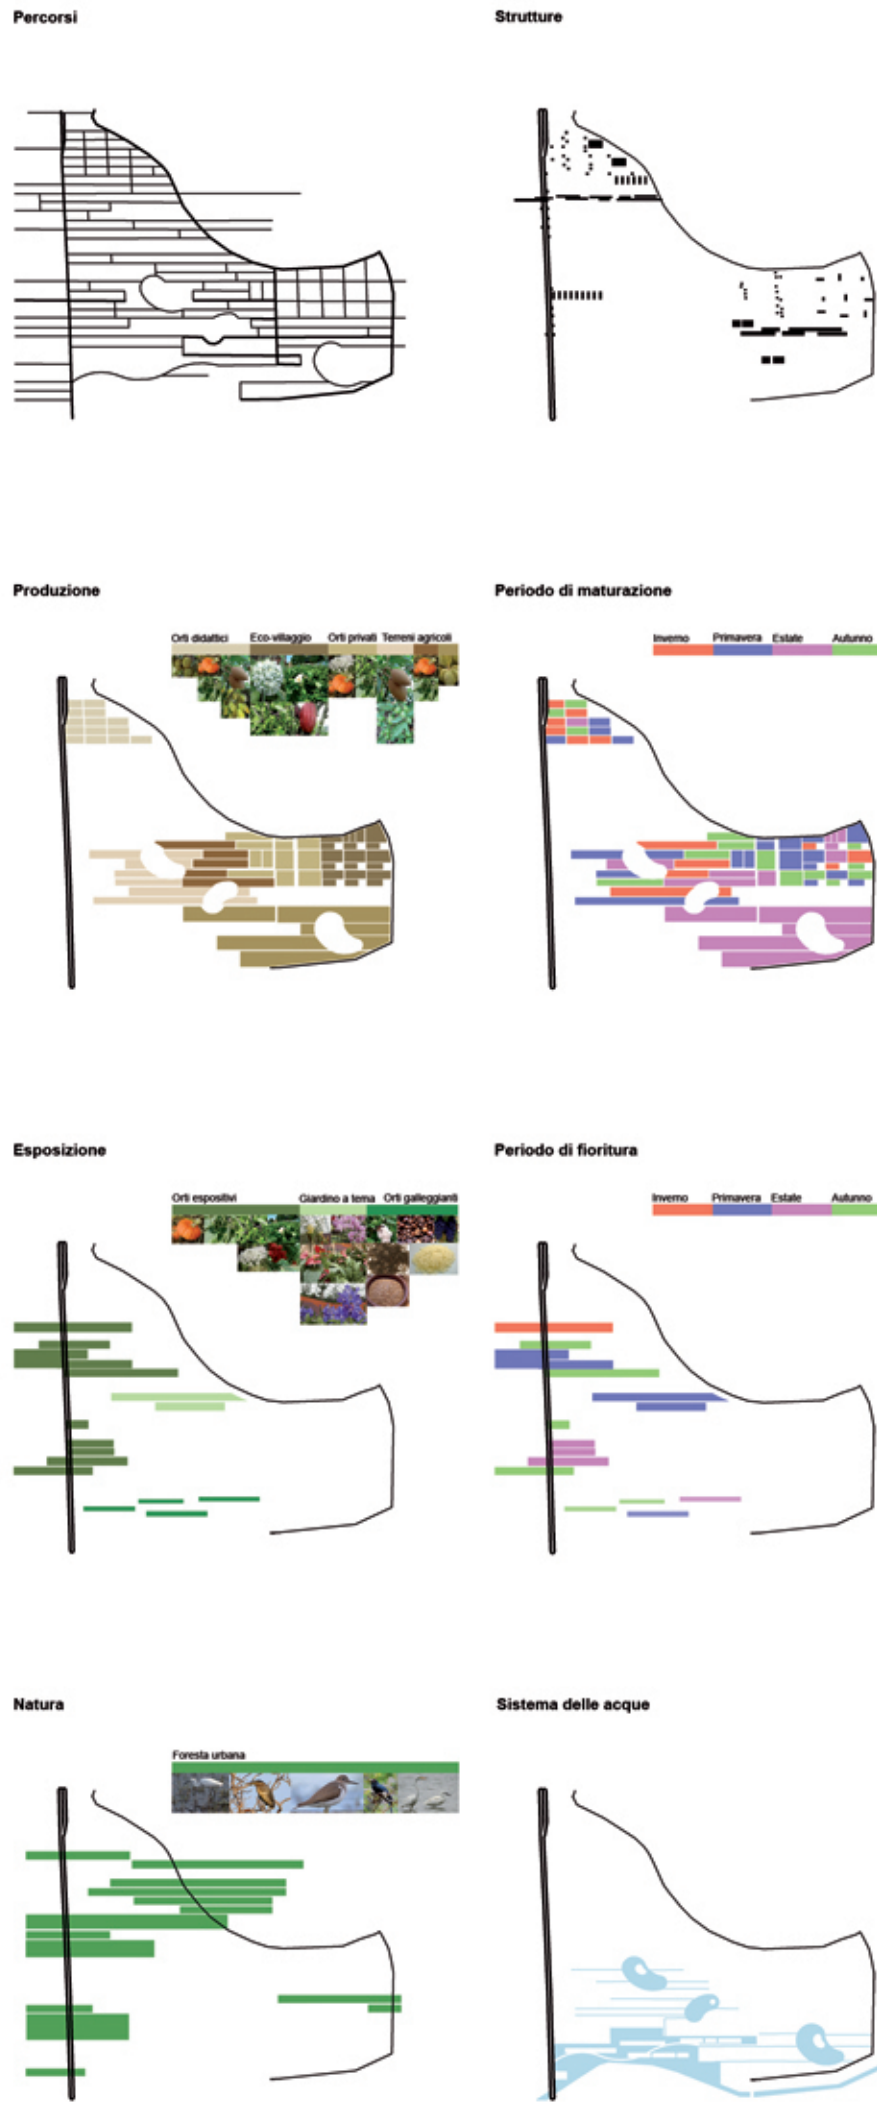 Percorsi
Strutture
Produzione
Periodo di maturazione
Orti didattici Eco-villaggio Orti privati Terreni agricoli
Inverno Primavera Estate Autunno
Esposizione
Periodo di fioritura
Orti espositivi Giardino a tema Orti galleggianti
Inverno Primavera Estate Autunno
Natura
Sistema delle acque
Foresta urbana